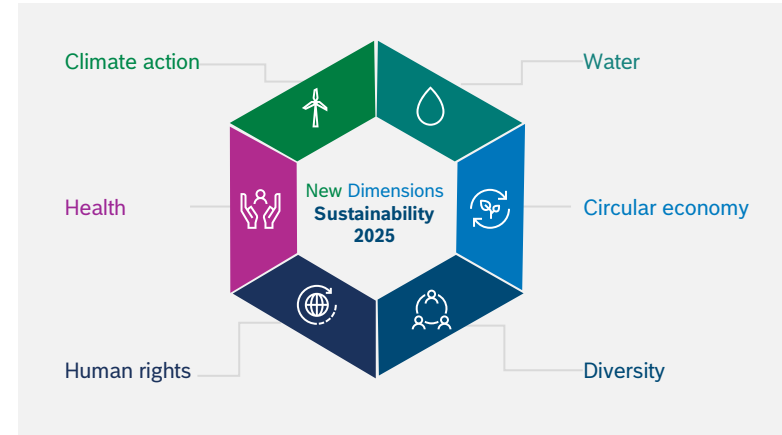 Climate action
Water
Health
New Dimensions
Sustainability
2025
Circular economy
Human rights
Diversity